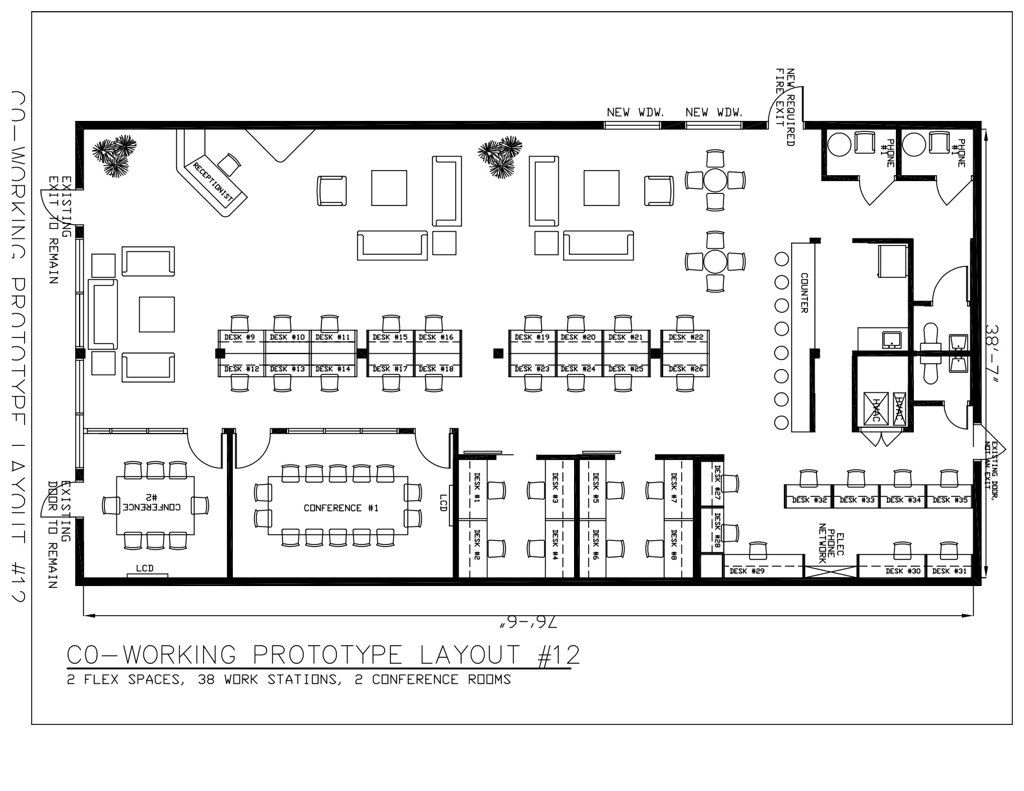 NEW WDW.
NEW WDW.
NEW REQUIRED
FIRE EXIT
PHONE
#1
PHONE
#1
RECEPTIONIST
EXISTING
EXIT TO REMAIN
CO-WORKING PROTOTYPE LAYOUT #12
COUNTER
DESK #9
DESK #10
DESK #11
DESK #15
DESK #16
DESK #19
DESK #20
DESK #21
DESK #22
DESK #12
DESK #13
DESK #14
DESK #17
DESK #18
DESK #23
DESK #24
DESK #25
DESK #26
38'-7"
HVAC
HVAC
EXISTING DOOR,
NOT AN EXIT
EXISTING
DOOR TO REMAIN
CONFERENCE
#2
LCD
CONFERENCE #1
LCD
DESK #1
DESK #3
DESK #5
DESK #7
DESK #2
DESK #4
DESK #6
DESK #8
DESK #27
DESK #28
DESK #32
DESK #33
DESK #34
DESK #35
ELEC
PHONE
NETWORK
DESK #29
DESK #30
DESK #31
76'-6"
CO-WORKING PROTOTYPE LAYOUT #12
2 FLEX SPACES, 38 WORK STATIONS, 2 CONFERENCE ROOMS